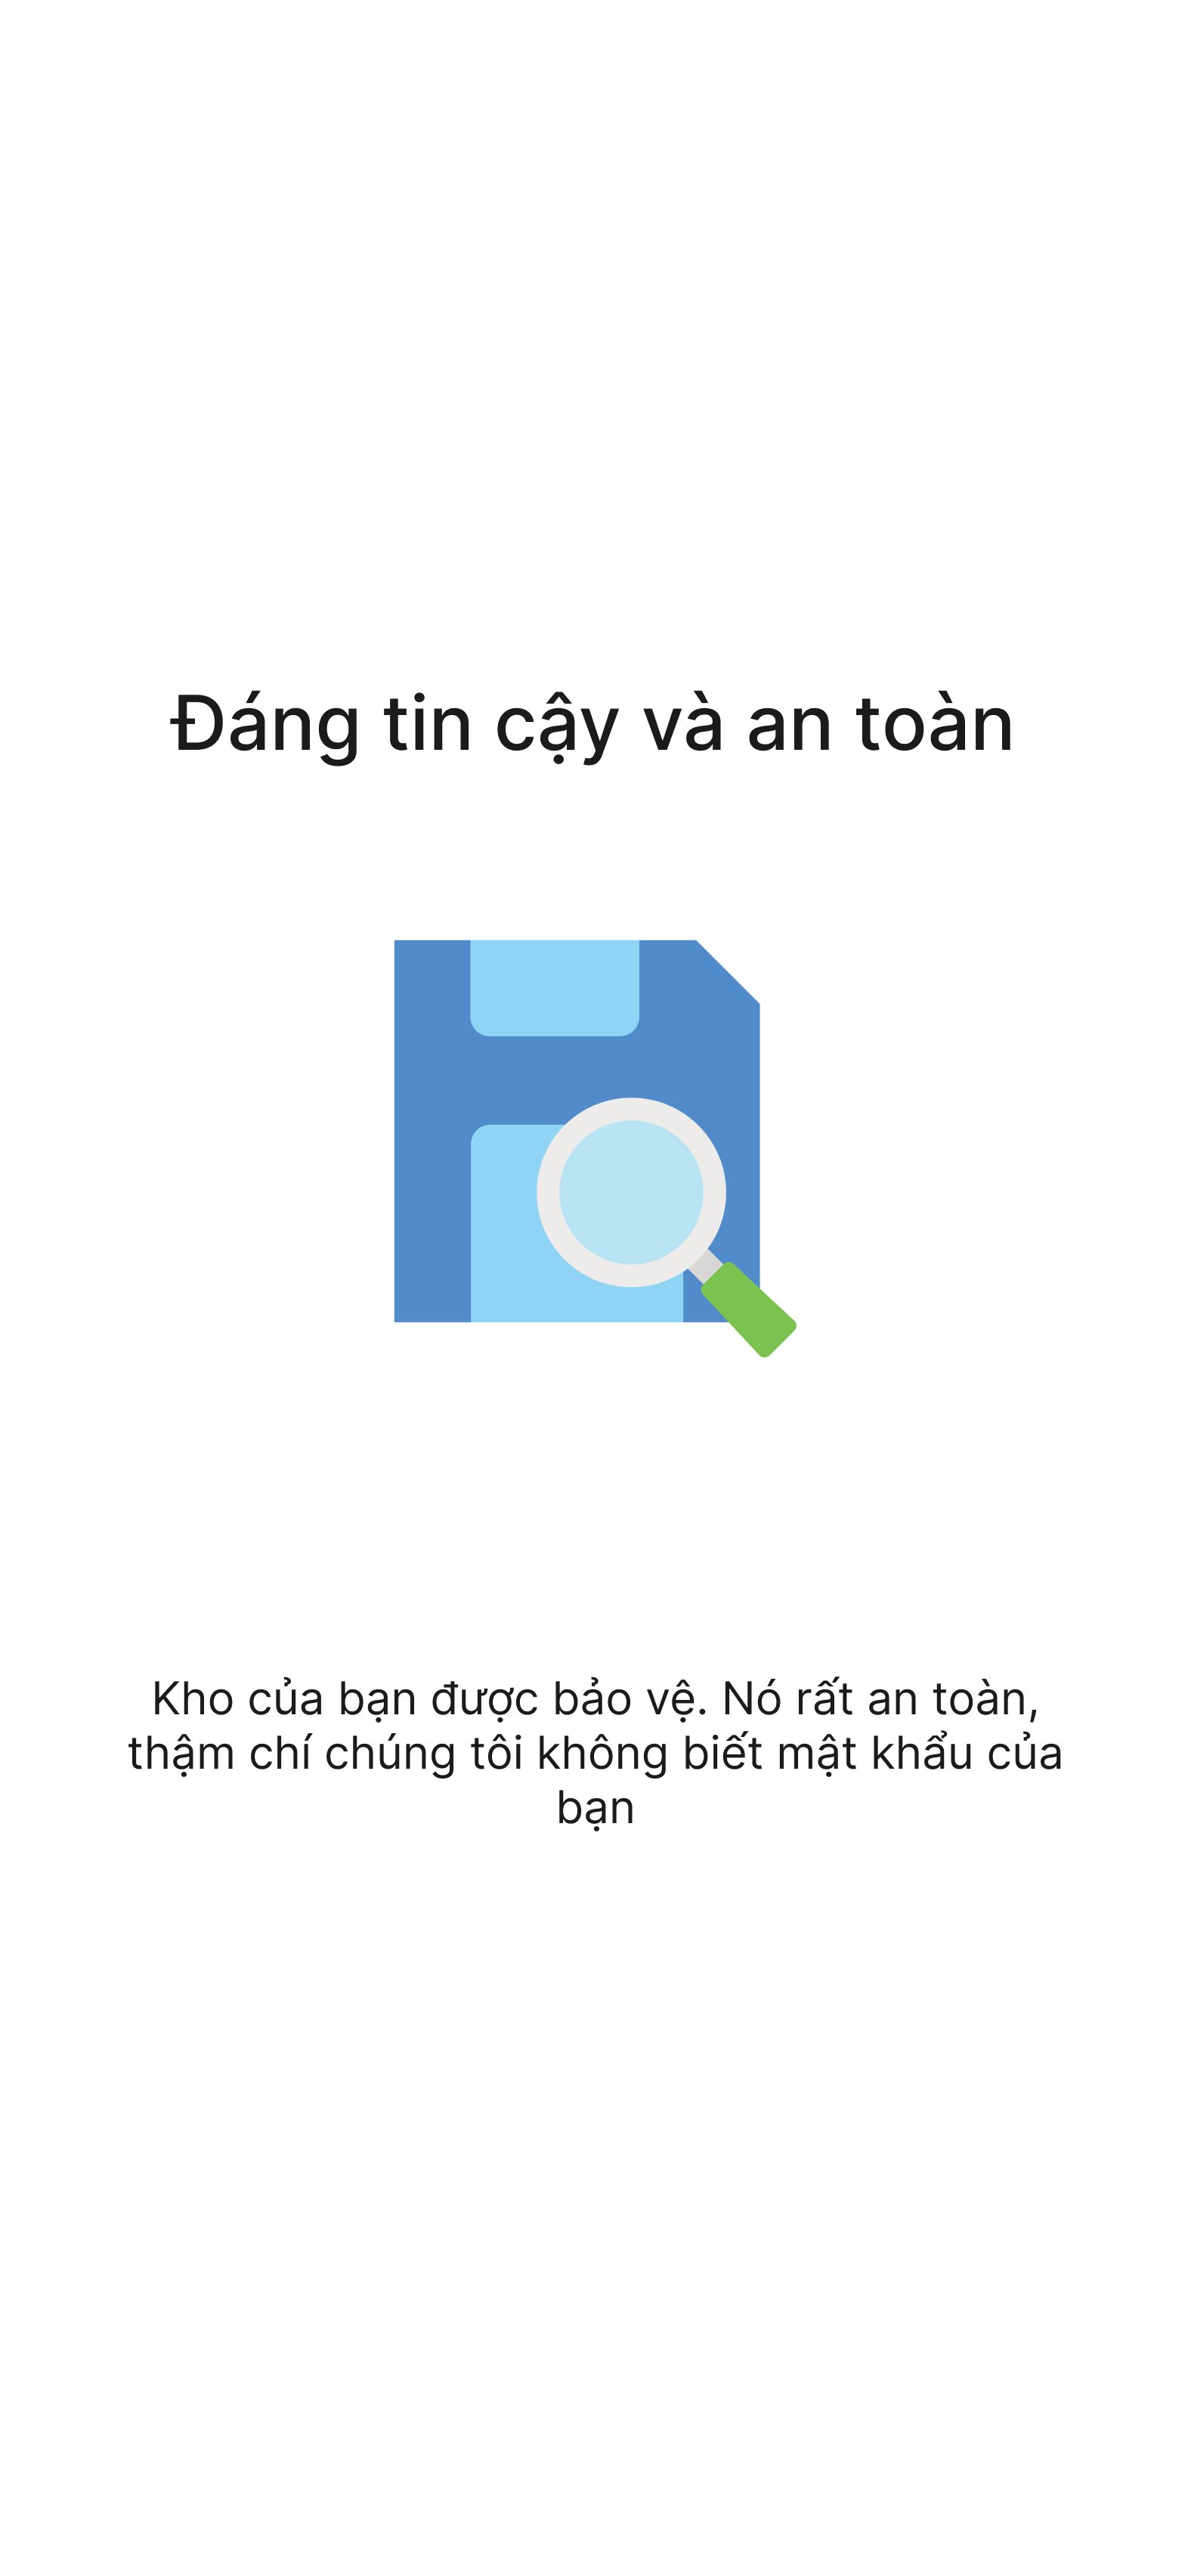 Đáng tin cậy và an toàn
Kho của bạn được bảo vệ. Nó rất an toàn,
thậm chí chúng tôi không biết mật khẩu của
bạn